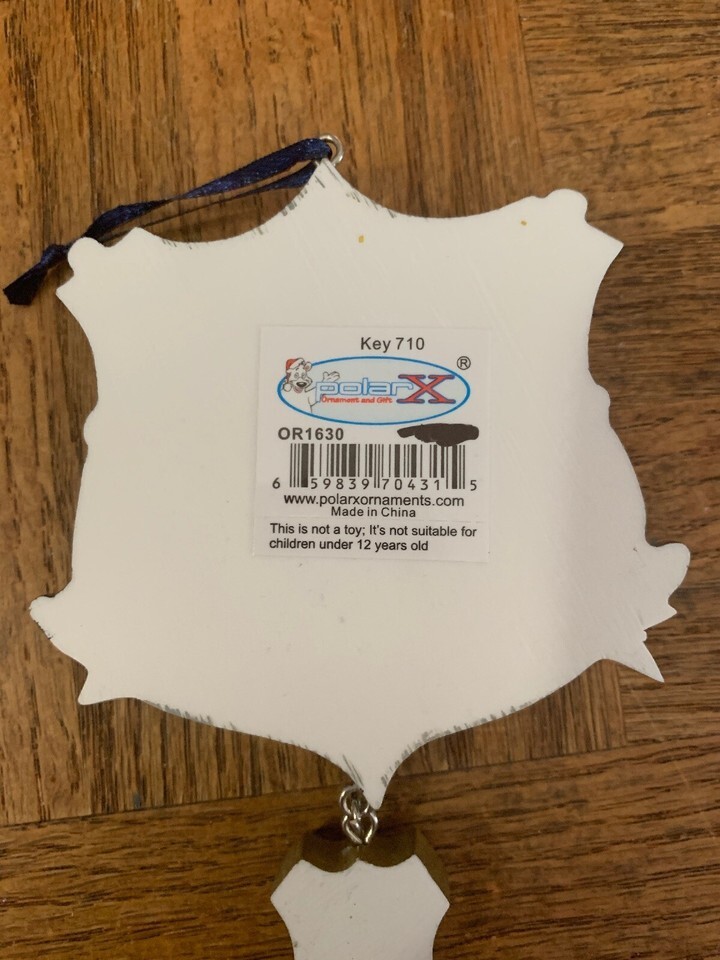 Key 710
polarX ®
Ornament and Gift
OR1630
6 59839 70431 5
www.polarxornaments.com
Made in China
This is not a toy; It's not suitable for
children under 12 years old